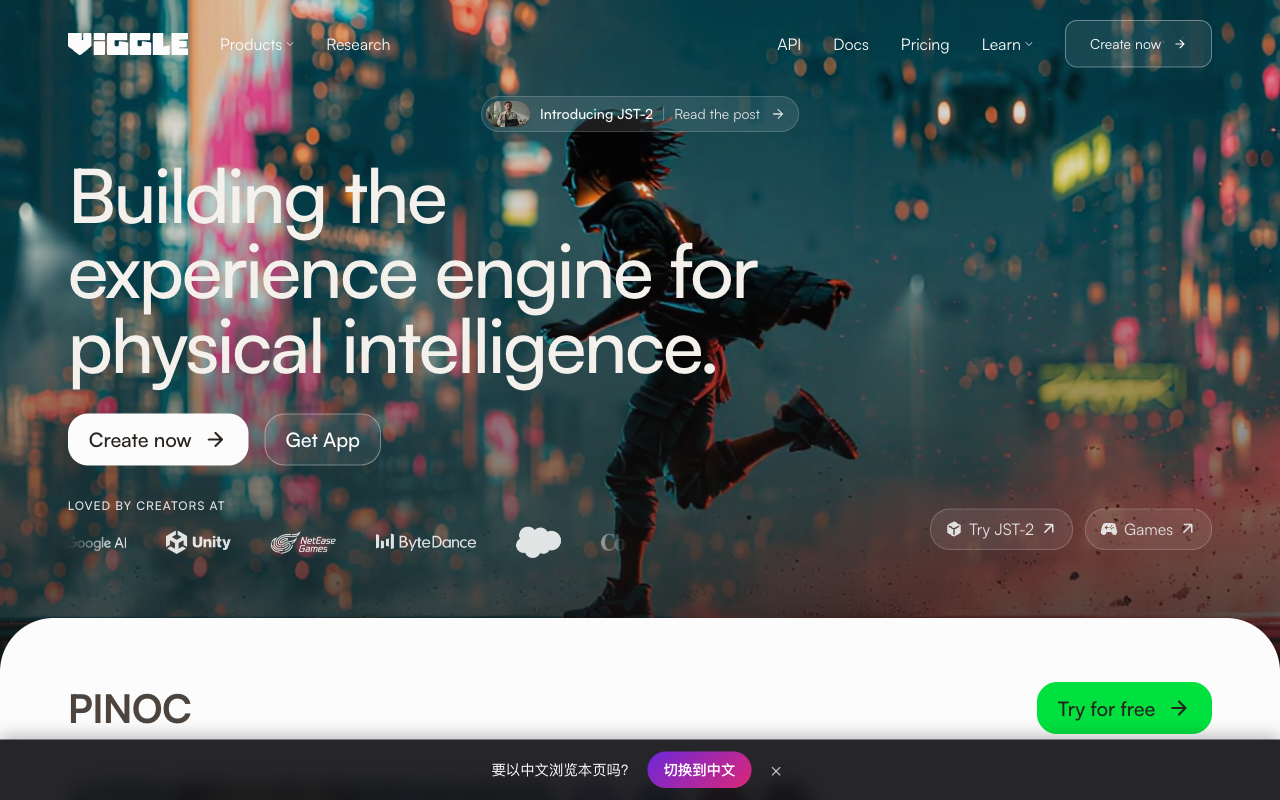 VIGGLE
Products
Research
API
Docs
Pricing
Learn
Create now
Introducing JST-2
Read the post
Building the
experience engine for
physical intelligence.
Create now
Get App
LOVED BY CREATORS AT
Google AI
Unity
NetEase
Games
ByteDance
Try JST-2
Games
PINOC
Try for free
要以中文浏览本页吗?
切换到中文